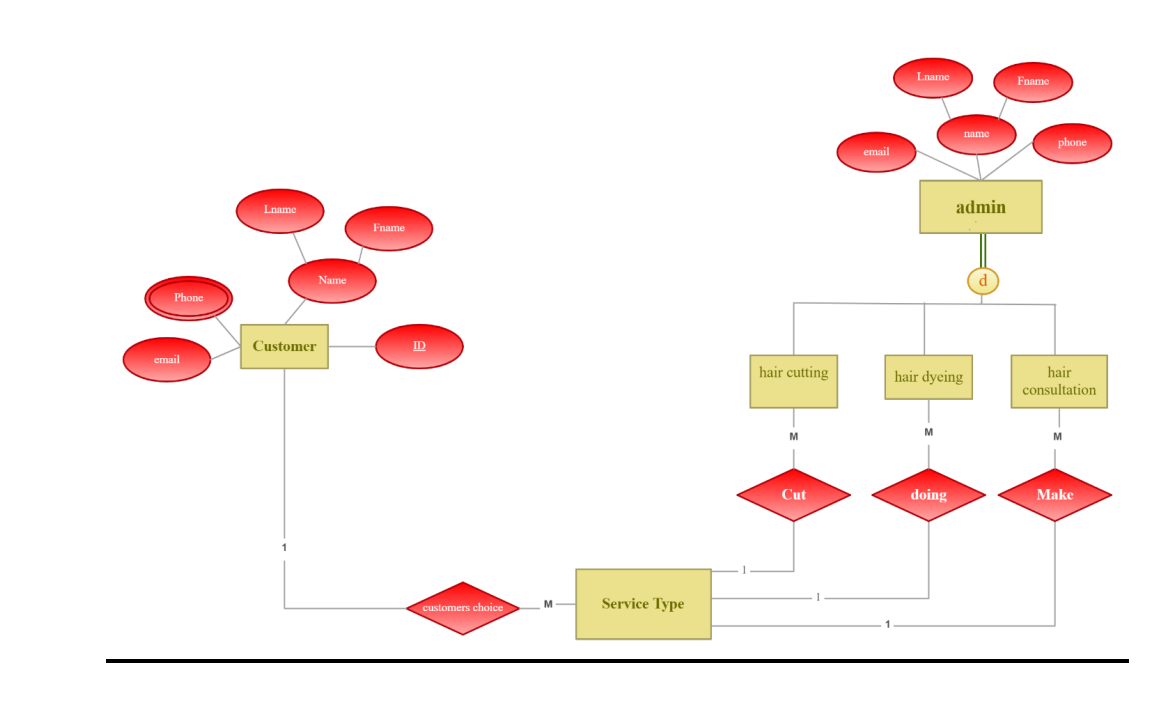 Lname
Fname
name
email
phone
admin
d
Lname
Fname
Name
Phone
email
Customer
ID
hair cutting
hair dyeing
hair
consultation
M
M
M
Cut
doing
Make
1
1
1
1
customers choice
M
Service Type